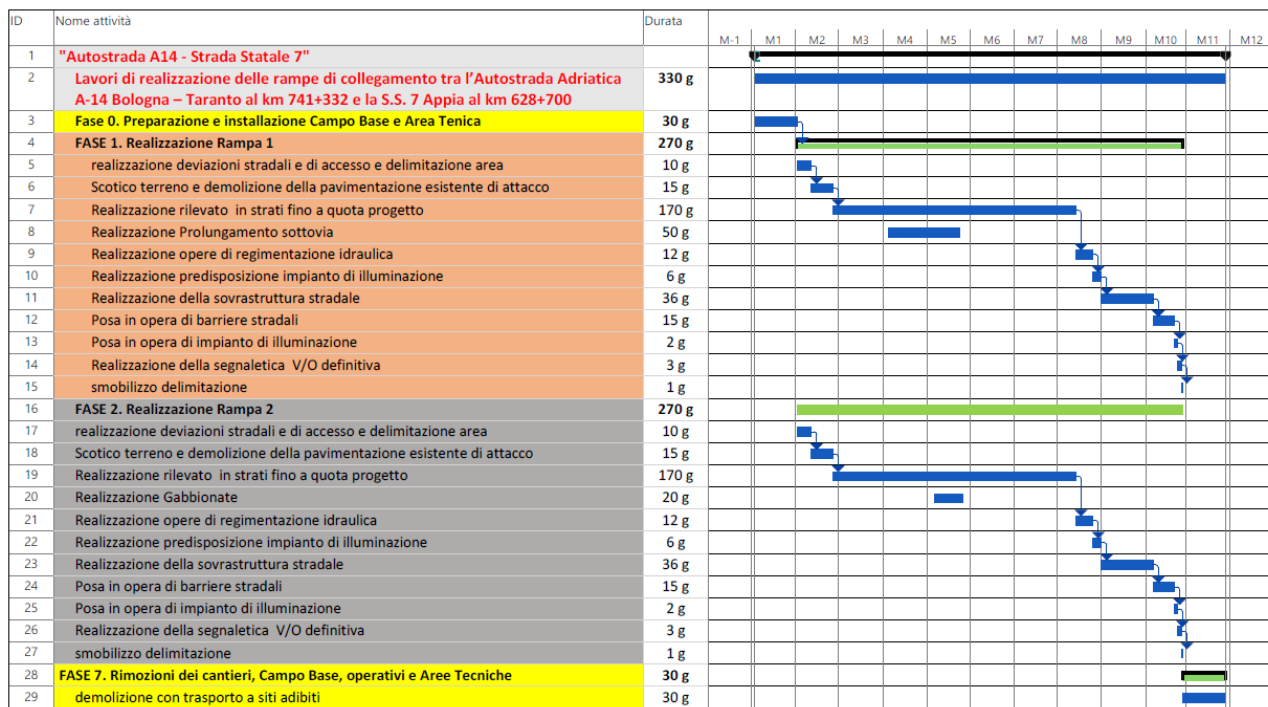 ID Nome attività Durata
M-1 M1 M2 M3 M4 M5 M6 M7 M8 M9 M10 M11 M12
1 "Autostrada A14 - Strada Statale 7"
2 Lavori di realizzazione delle rampe di collegamento tra l'Autostrada Adriatica 330 g
A-14 Bologna – Taranto al km 741+332 e la S.S. 7 Appia al km 628+700
3 Fase 0. Preparazione e installazione Campo Base e Area Tenica 30 g
4 FASE 1. Realizzazione Rampa 1 270 g
5 realizzazione deviazioni stradali e di accesso e delimitazione area 10 g
6 Scotico terreno e demolizione della pavimentazione esistente di attacco 15 g
7 Realizzazione rilevato in strati fino a quota progetto 170 g
8 Realizzazione Prolungamento sottovia 50 g
9 Realizzazione opere di regimentazione idraulica 12 g
10 Realizzazione predisposizione impianto di illuminazione 6 g
11 Realizzazione della sovrastruttura stradale 36 g
12 Posa in opera di barriere stradali 15 g
13 Posa in opera di impianto di illuminazione 2 g
14 Realizzazione della segnaletica V/O definitiva 3 g
15 smobilizzo delimitazione 1 g
16 FASE 2. Realizzazione Rampa 2 270 g
17 realizzazione deviazioni stradali e di accesso e delimitazione area 10 g
18 Scotico terreno e demolizione della pavimentazione esistente di attacco 15 g
19 Realizzazione rilevato in strati fino a quota progetto 170 g
20 Realizzazione Gabbionate 20 g
21 Realizzazione opere di regimentazione idraulica 12 g
22 Realizzazione predisposizione impianto di illuminazione 6 g
23 Realizzazione della sovrastruttura stradale 36 g
24 Posa in opera di barriere stradali 15 g
25 Posa in opera di impianto di illuminazione 2 g
26 Realizzazione della segnaletica V/O definitiva 3 g
27 smobilizzo delimitazione 1 g
28 FASE 7. Rimozioni dei cantieri, Campo Base, operativi e Aree Tecniche 30 g
29 demolizione con trasporto a siti adibiti 30 g